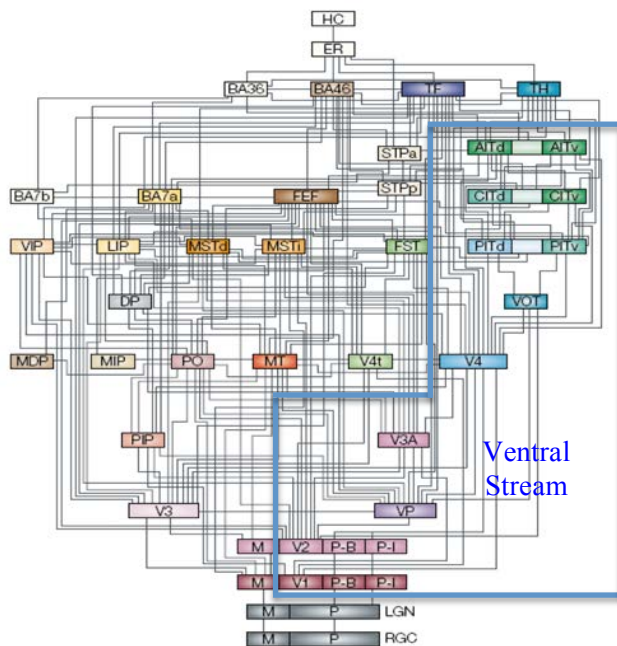 HC
ER
BA36 BA46 TF TH
STPa AITd AITv
BA7b BA7a FEF STPp CITd CITv
VIP LIP MSTd MSTi FST PITd PITv
DP VOT
MDP MIP PO MT V4t V4
PIP V3A
Ventral
Stream
V3 VP
M V2 P-B P-I
M V1 P-B P-I
M P LGN
M P RGC